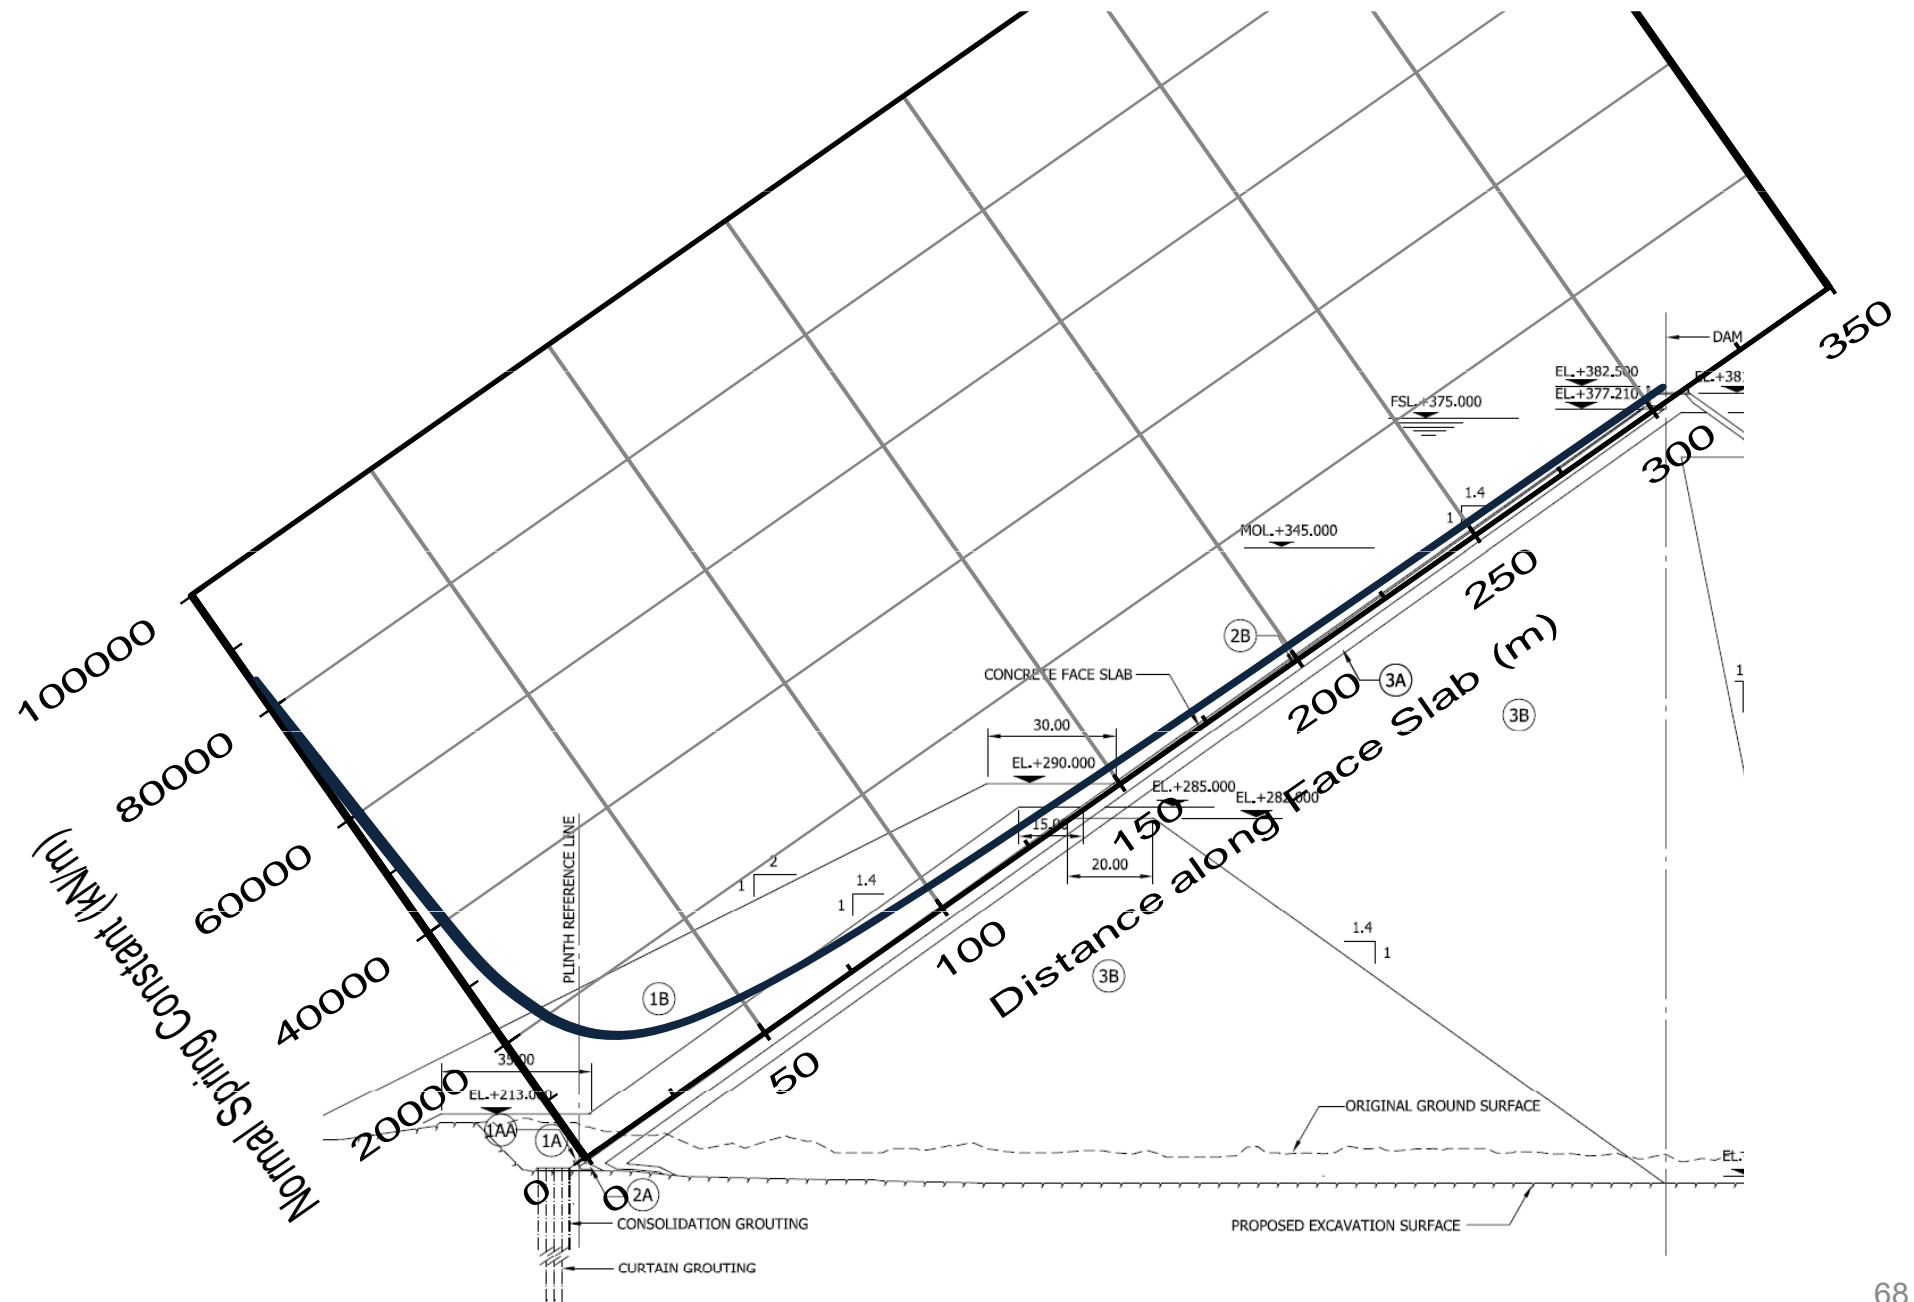 350
DAM
EL.+382.500
EL.+381
EL.+377.210
FSL.+375.000
300
1.4
1
MOL.+345.000
250
2B
CONCRETE FACE SLAB
3A
200
3B
1
30.00
EL.+290.000
EL.+285.000
EL.+282.000
15.00
150
20.00
2
1
1.4
1
PLINTH REFERENCE LINE
100
Distance along Face Slab (m)
1.4
1
3B
1B
50
100000
80000
60000
40000
20000
0
Normal Spring Constant (kN/m)
35.00
EL.+213.000
1AA
1A
0
2A
ORIGINAL GROUND SURFACE
EL.
CONSOLIDATION GROUTING
PROPOSED EXCAVATION SURFACE
CURTAIN GROUTING
68